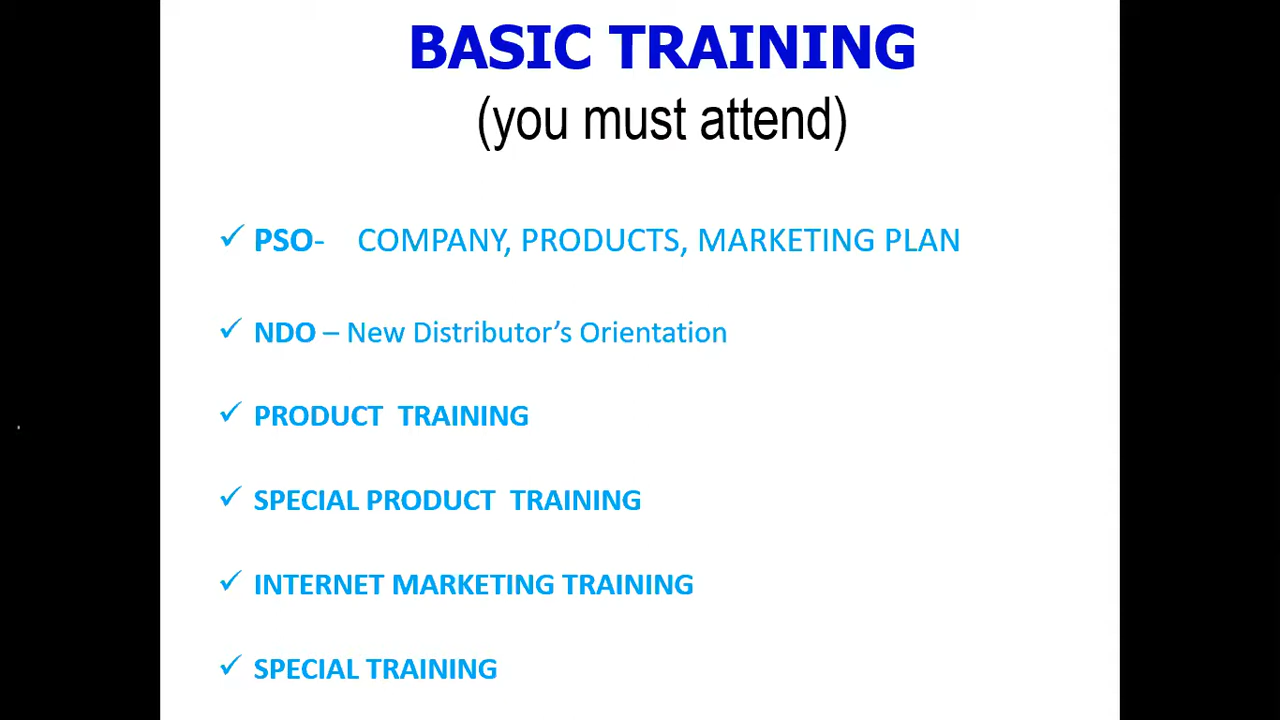 BASIC TRAINING
(you must attend)
✓ PSO- COMPANY, PRODUCTS, MARKETING PLAN
✓ NDO – New Distributor's Orientation
✓ PRODUCT TRAINING
✓ SPECIAL PRODUCT TRAINING
✓ INTERNET MARKETING TRAINING
✓ SPECIAL TRAINING